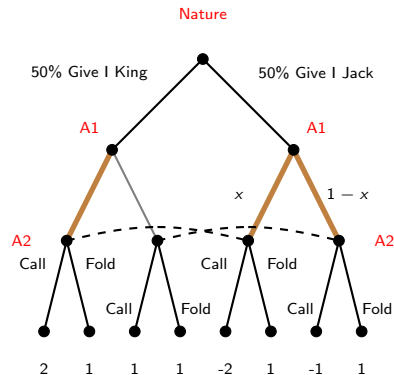 Nature
50% Give I King
50% Give I Jack
A1
A1
x
1 − x
A2
A2
Call
Fold
Call
Fold
Call
Fold
Call
Fold
2
1
1
1
-2
1
-1
1